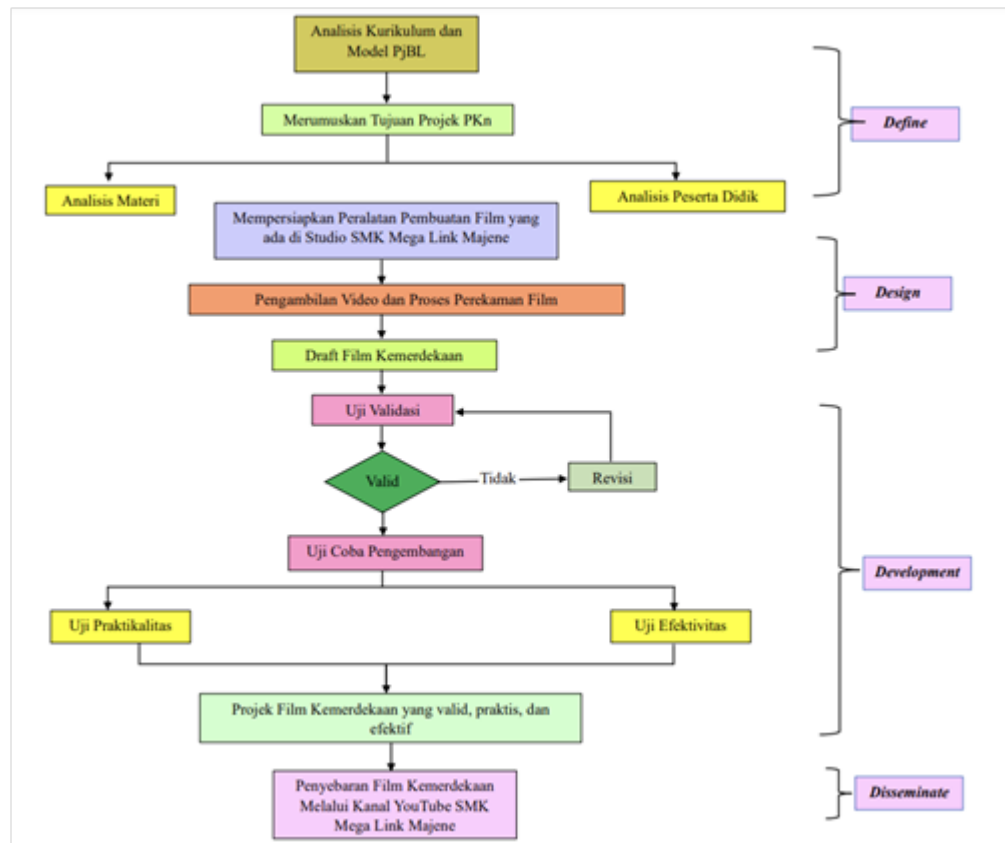 Analisis Kurikulum dan
Model PjBL
Merumuskan Tujuan Projek PKn
Define
Analisis Materi
Analisis Peserta Didik
Mempersiapkan Peralatan Pembuatan Film yang
ada di Studio SMK Mega Link Majene
Pengambilan Video dan Proses Perekaman Film
Design
Draft Film Kemerdekaan
Uji Validasi
Valid
Tidak
Revisi
Uji Coba Pengembangan
Development
Uji Praktikalitas
Uji Efektivitas
Projek Film Kemerdekaan yang valid, praktis, dan
efektif
Penyebaran Film Kemerdekaan
Melalui Kanal YouTube SMK
Mega Link Majene
Disseminate